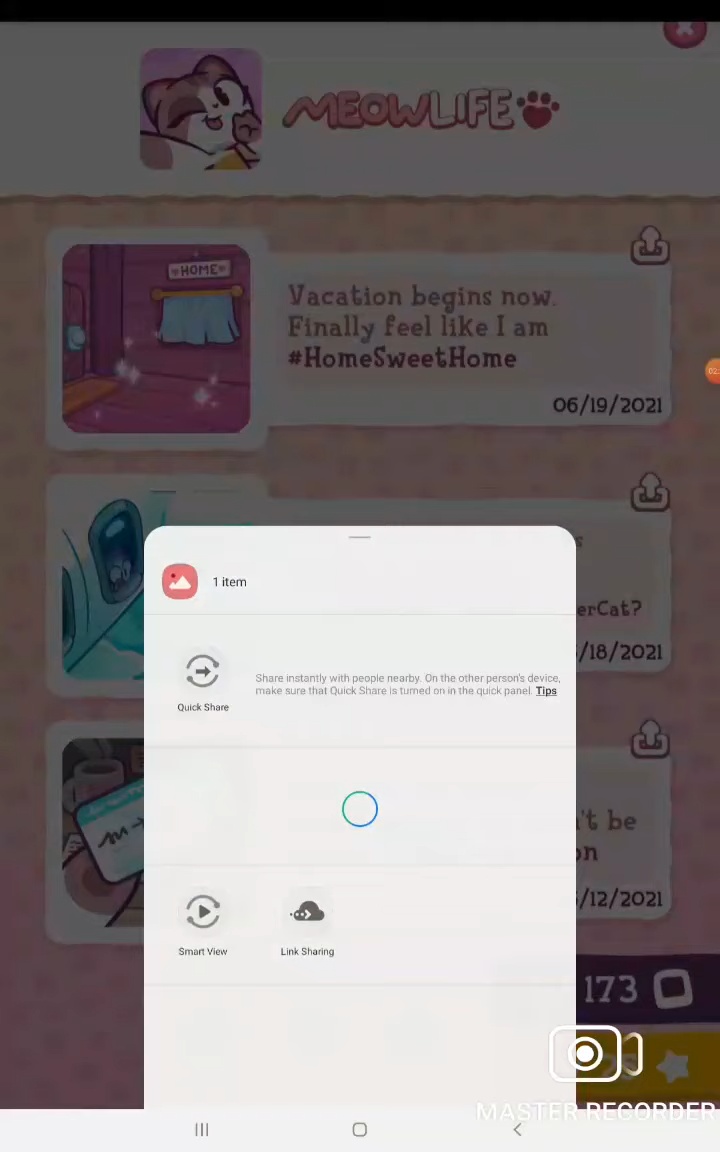 MEOWLIFE
HOME
Vacation begins now.
Finally feel like I am
#HomeSweetHome
06/19/2021
s
erCat?
/18/2021
1 item
Quick Share
Share instantly with people nearby. On the other person's device,
make sure that Quick Share is turned on in the quick panel. Tips
't be
on
/12/2021
Smart View
Link Sharing
173
MASTER RECORDER